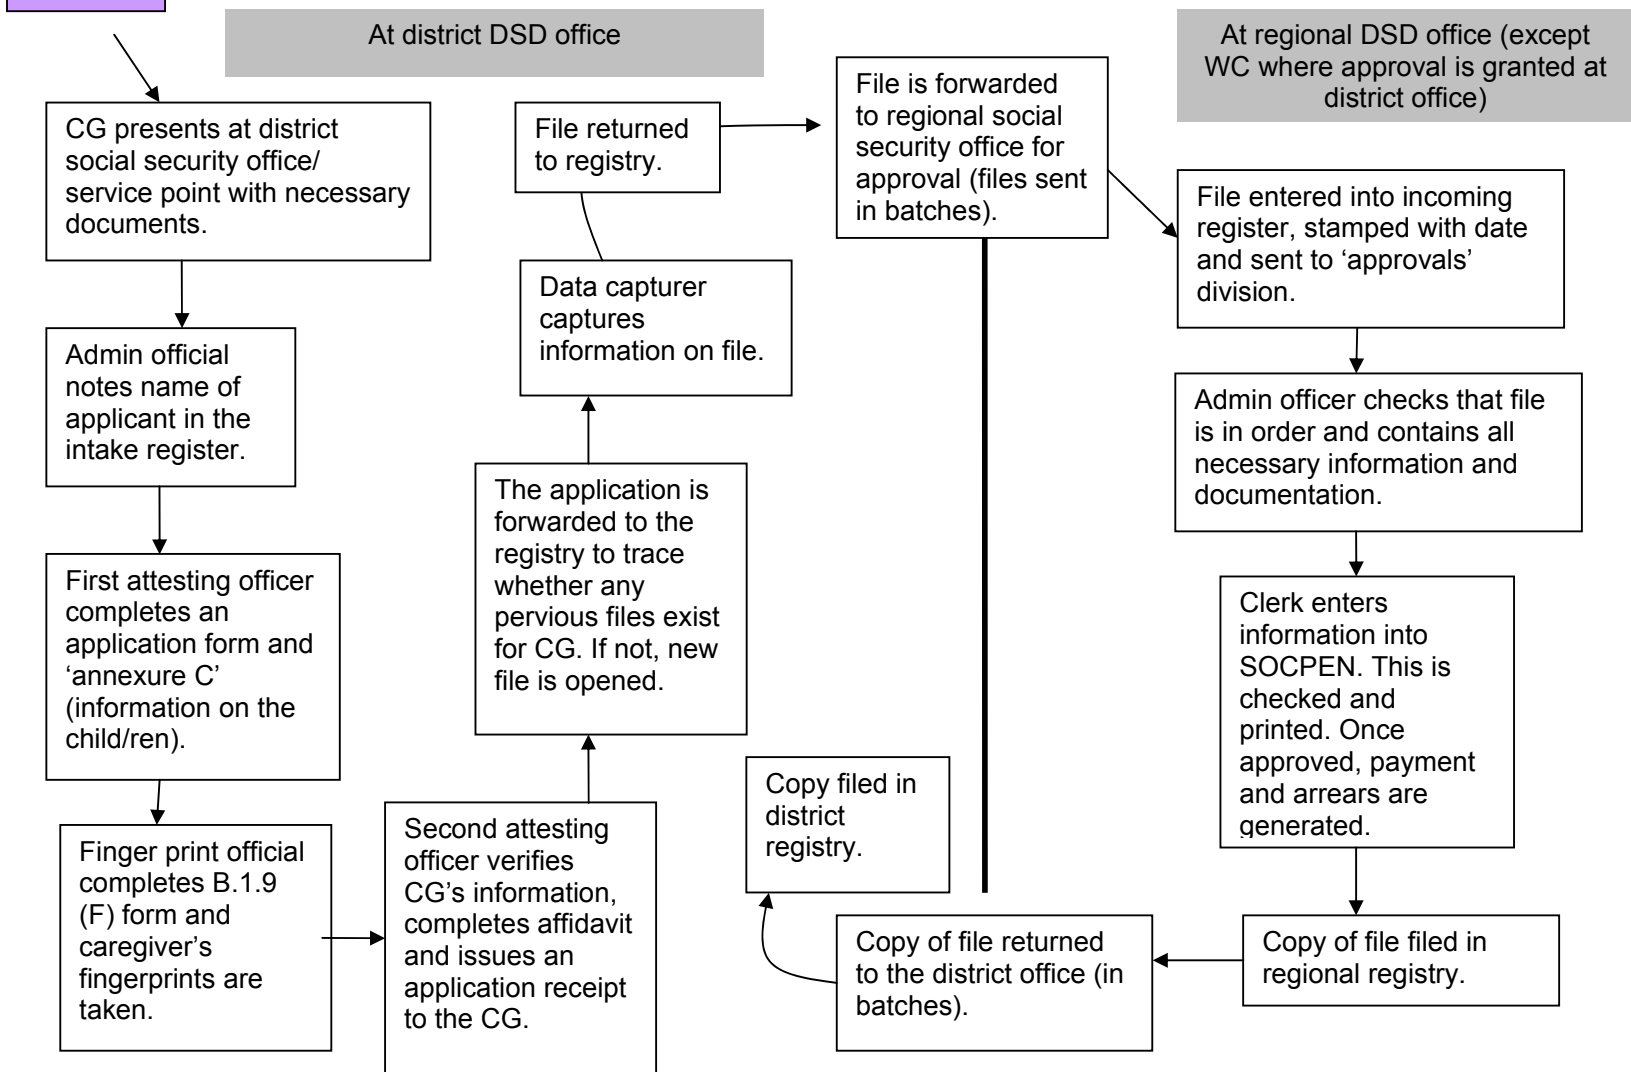 At district DSD office
At regional DSD office (except
WC where approval is granted at
district office)
CG presents at district
social security office/
service point with necessary
documents.
Admin official
notes name of
applicant in the
intake register.
First attesting officer
completes an
application form and
‘annexure C’
(information on the
child/ren).
Finger print official
completes B.1.9
(F) form and
caregiver’s
fingerprints are
taken.
Second attesting
officer verifies
CG’s information,
completes affidavit
and issues an
application receipt
to the CG.
The application is
forwarded to the
registry to trace
whether any
pervious files exist
for CG. If not, new
file is opened.
Data capturer
captures
information on file.
File returned
to registry.
File is forwarded
to regional social
security office for
approval (files sent
in batches).
File entered into incoming
register, stamped with date
and sent to ‘approvals’
division.
Admin officer checks that file
is in order and contains all
necessary information and
documentation.
Clerk enters
information into
SOCPEN. This is
checked and
printed. Once
approved, payment
and arrears are
generated.
Copy of file filed in
regional registry.
Copy of file returned
to the district office (in
batches).
Copy filed in
district
registry.